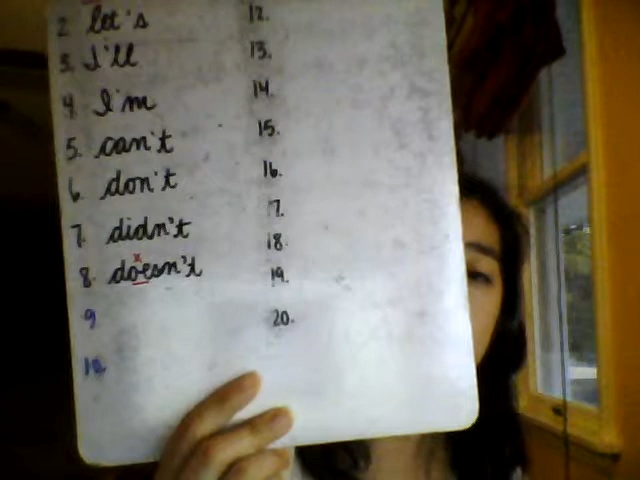 2. let's
3. I'll
4. I'm
5. can't
6. don't
7. didn't
8. doesn't
9
10
12.
13.
14.
15.
16.
7.
18.
19.
20.